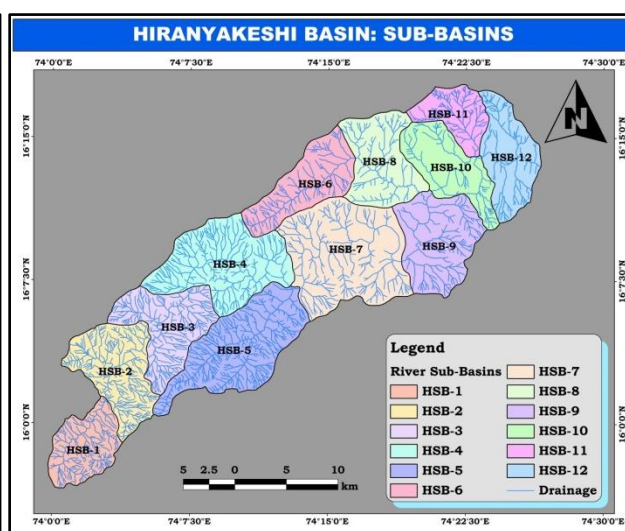 HIRANYAKESHI BASIN: SUB-BASINS
74°0'0"E 74°7'30"E 74°15'0"E 74°22'30"E 74°30'0"E
16°15'0"N 16°15'0"N
16°7'30"N 16°7'30"N
16°0'0"N 16°0'0"N
N
HSB-11
HSB-8
HSB-10
HSB-12
HSB-6
HSB-7
HSB-9
HSB-4
HSB-3
HSB-5
HSB-2
HSB-1
Legend
River Sub-Basins
HSB-1
HSB-2
HSB-3
HSB-4
HSB-5
HSB-6
HSB-7
HSB-8
HSB-9
HSB-10
HSB-11
HSB-12
Drainage
5 2.5 0 5 10
km
74°0'0"E 74°7'30"E 74°15'0"E 74°22'30"E 74°30'0"E